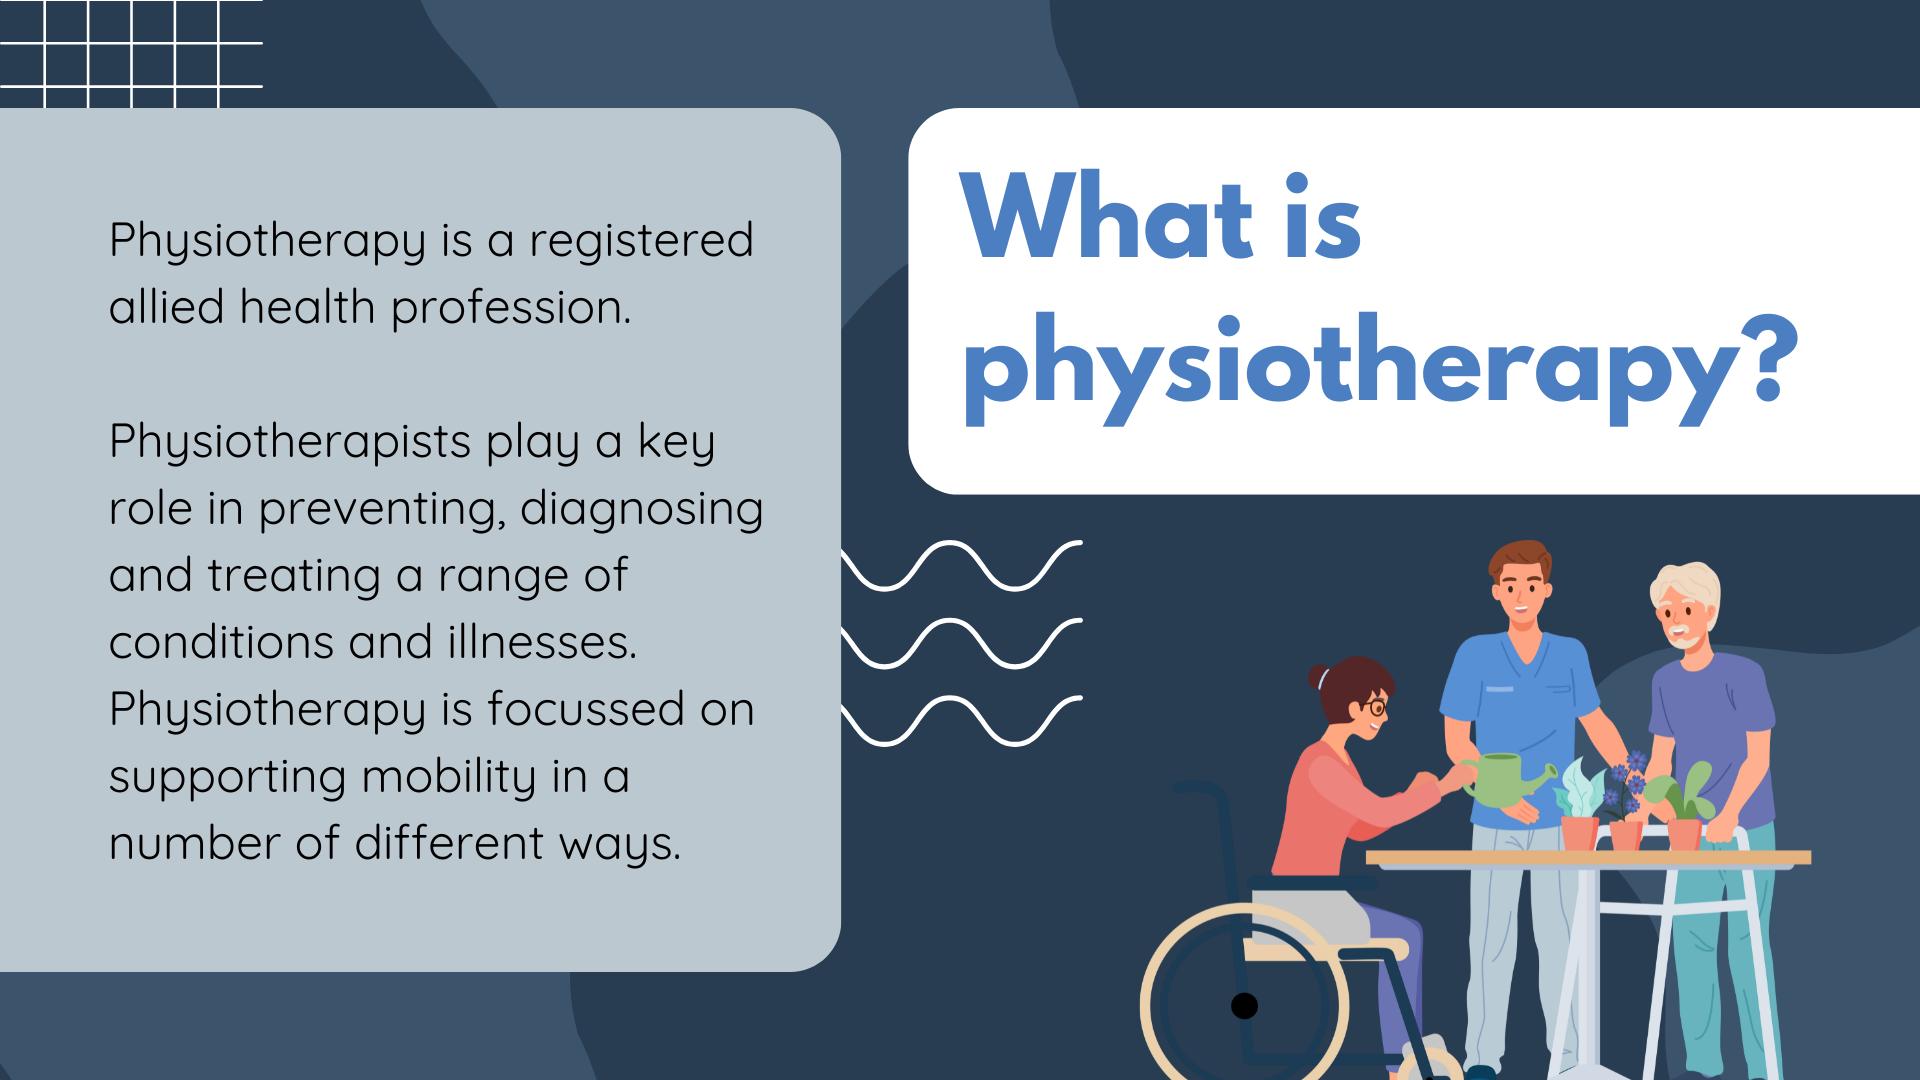 What is
physiotherapy?
Physiotherapy is a registered
allied health profession.
Physiotherapists play a key
role in preventing, diagnosing
and treating a range of
conditions and illnesses.
Physiotherapy is focussed on
supporting mobility in a
number of different ways.